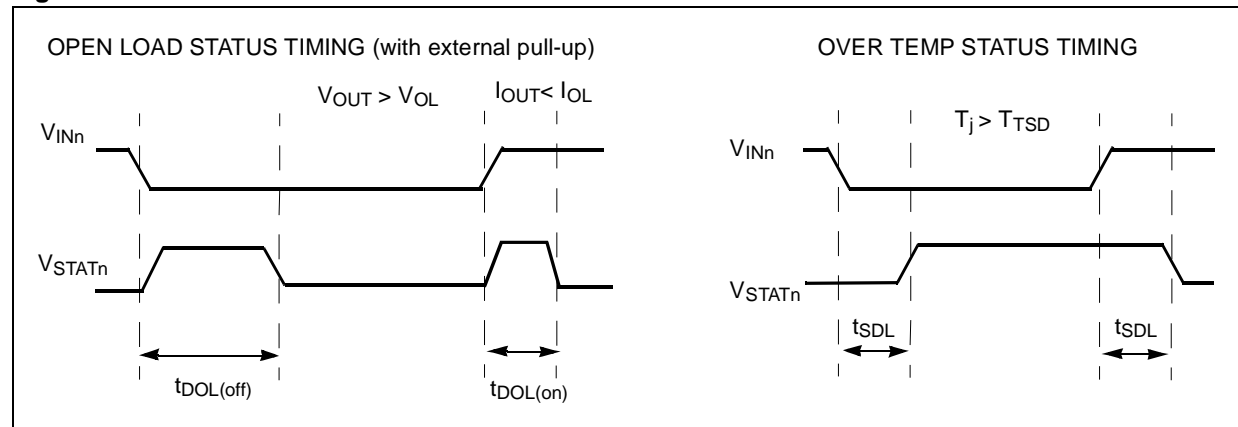 OPEN LOAD STATUS TIMING (with external pull-up)
VOUT > VOL
IOUT< IOL
VINn
VSTATn
tDOL(off)
tDOL(on)
OVER TEMP STATUS TIMING
Tj > TTSD
VINn
VSTATn
tSDL
tSDL